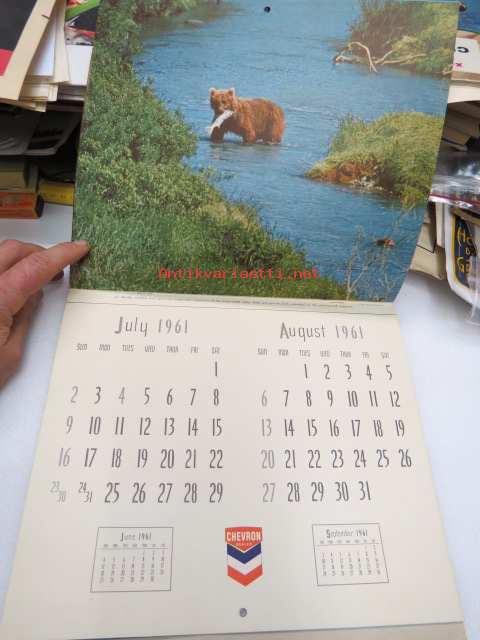 Antikvariaatti.net
July 1961
SUN MON TUES WED THUR FRI SAT
1
2 3 4 5 6 7 8
9 10 11 12 13 14 15
16 17 18 19 20 21 22
23/30 24/31 25 26 27 28 29
August 1961
SUN MON TUES WED THUR FRI SAT
1 2 3 4 5
6 7 8 9 10 11 12
13 14 15 16 17 18 19
20 21 22 23 24 25 26
27 28 29 30 31
June 1961
CHEVRON
DEALER
September 1961